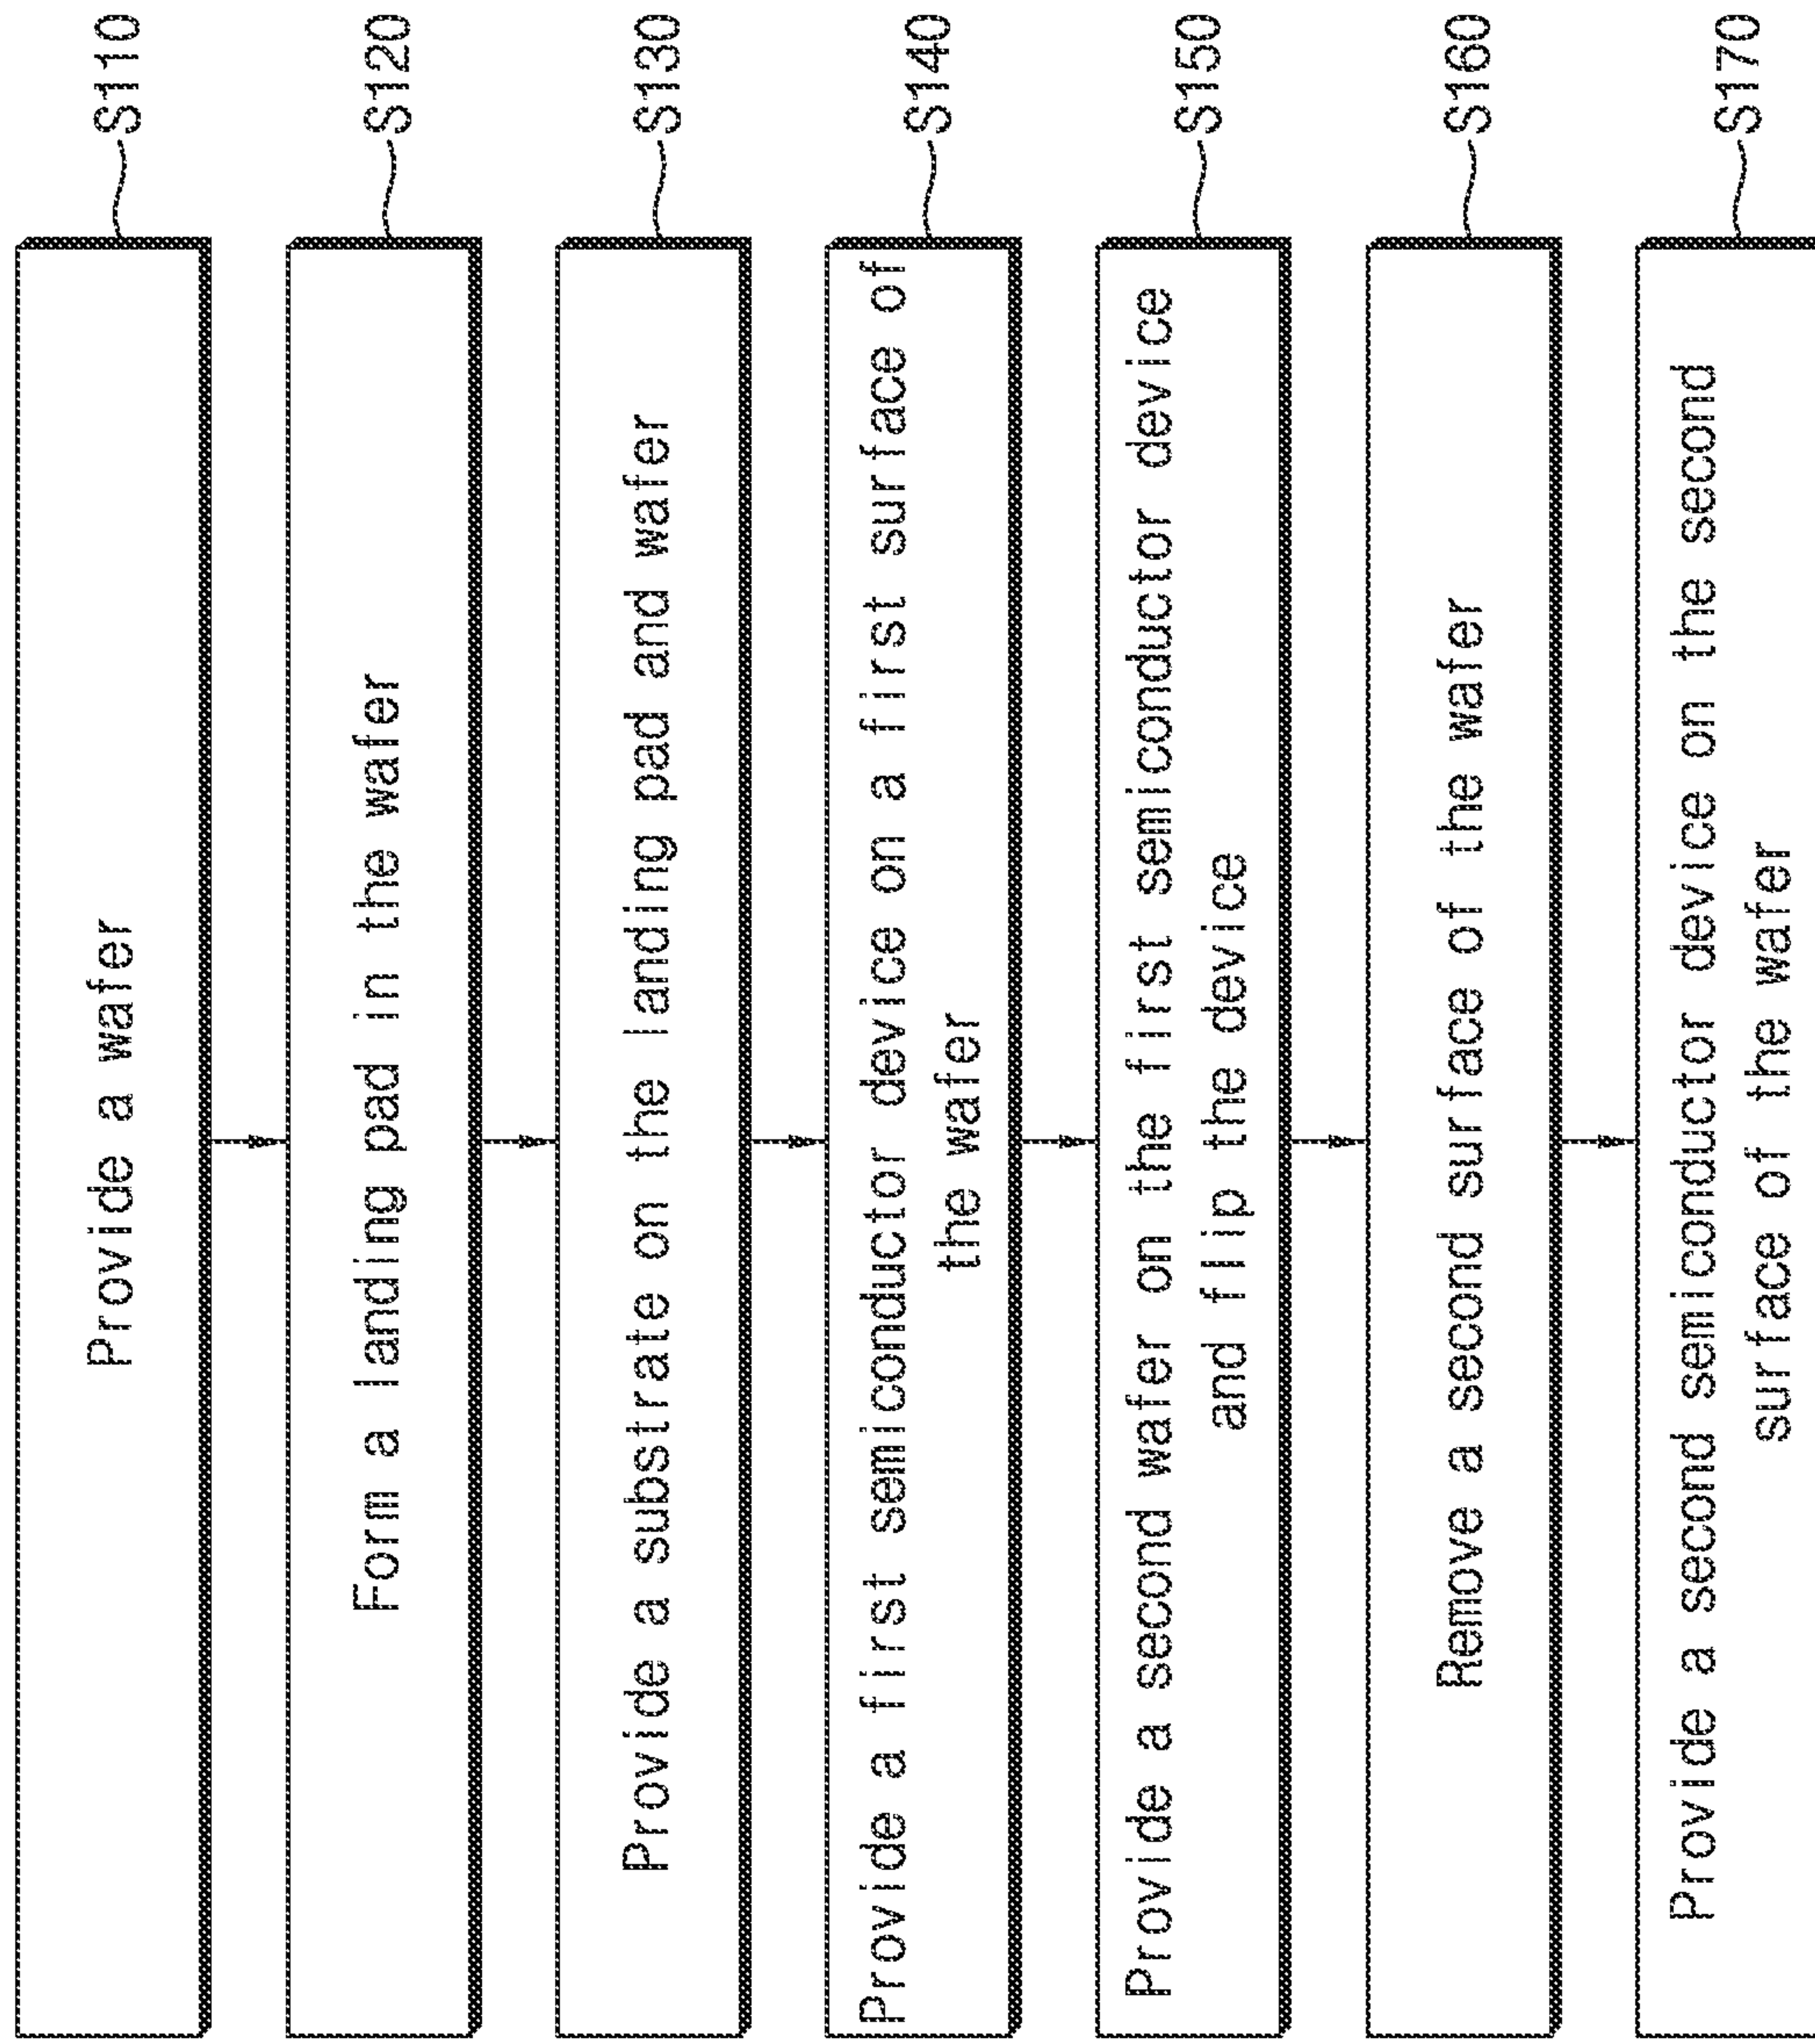 Provide a wafer
S110
Form a landing pad in the wafer
S120
Provide a substrate on the landing pad and wafer
S130
Provide a first semiconductor device on a first surface of
the wafer
S140
Provide a second wafer on the first semiconductor device
and flip the device
S150
Remove a second surface of the wafer
S160
Provide a second semiconductor device on the second
surface of the wafer
S170